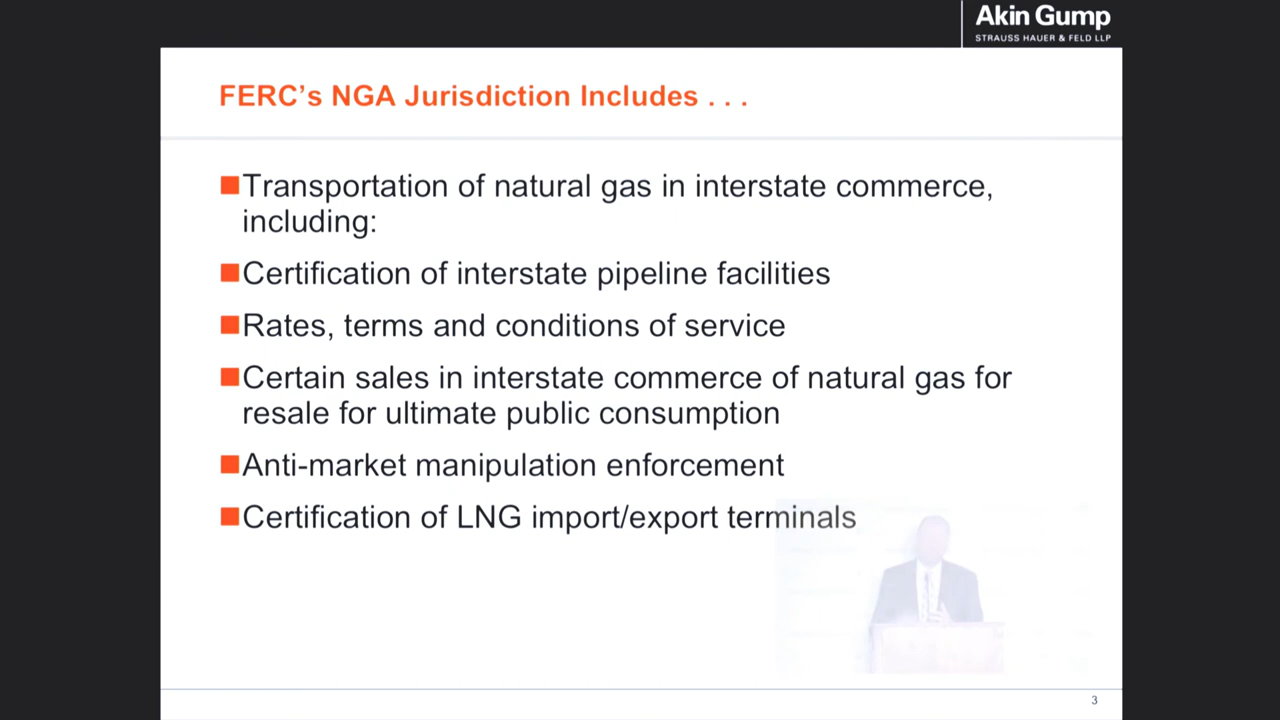 Akin Gump
STRAUSS HAUER & FELD LLP
FERC’s NGA Jurisdiction Includes . . .
Transportation of natural gas in interstate commerce,
including:
Certification of interstate pipeline facilities
Rates, terms and conditions of service
Certain sales in interstate commerce of natural gas for
resale for ultimate public consumption
Anti-market manipulation enforcement
Certification of LNG import/export terminals
3